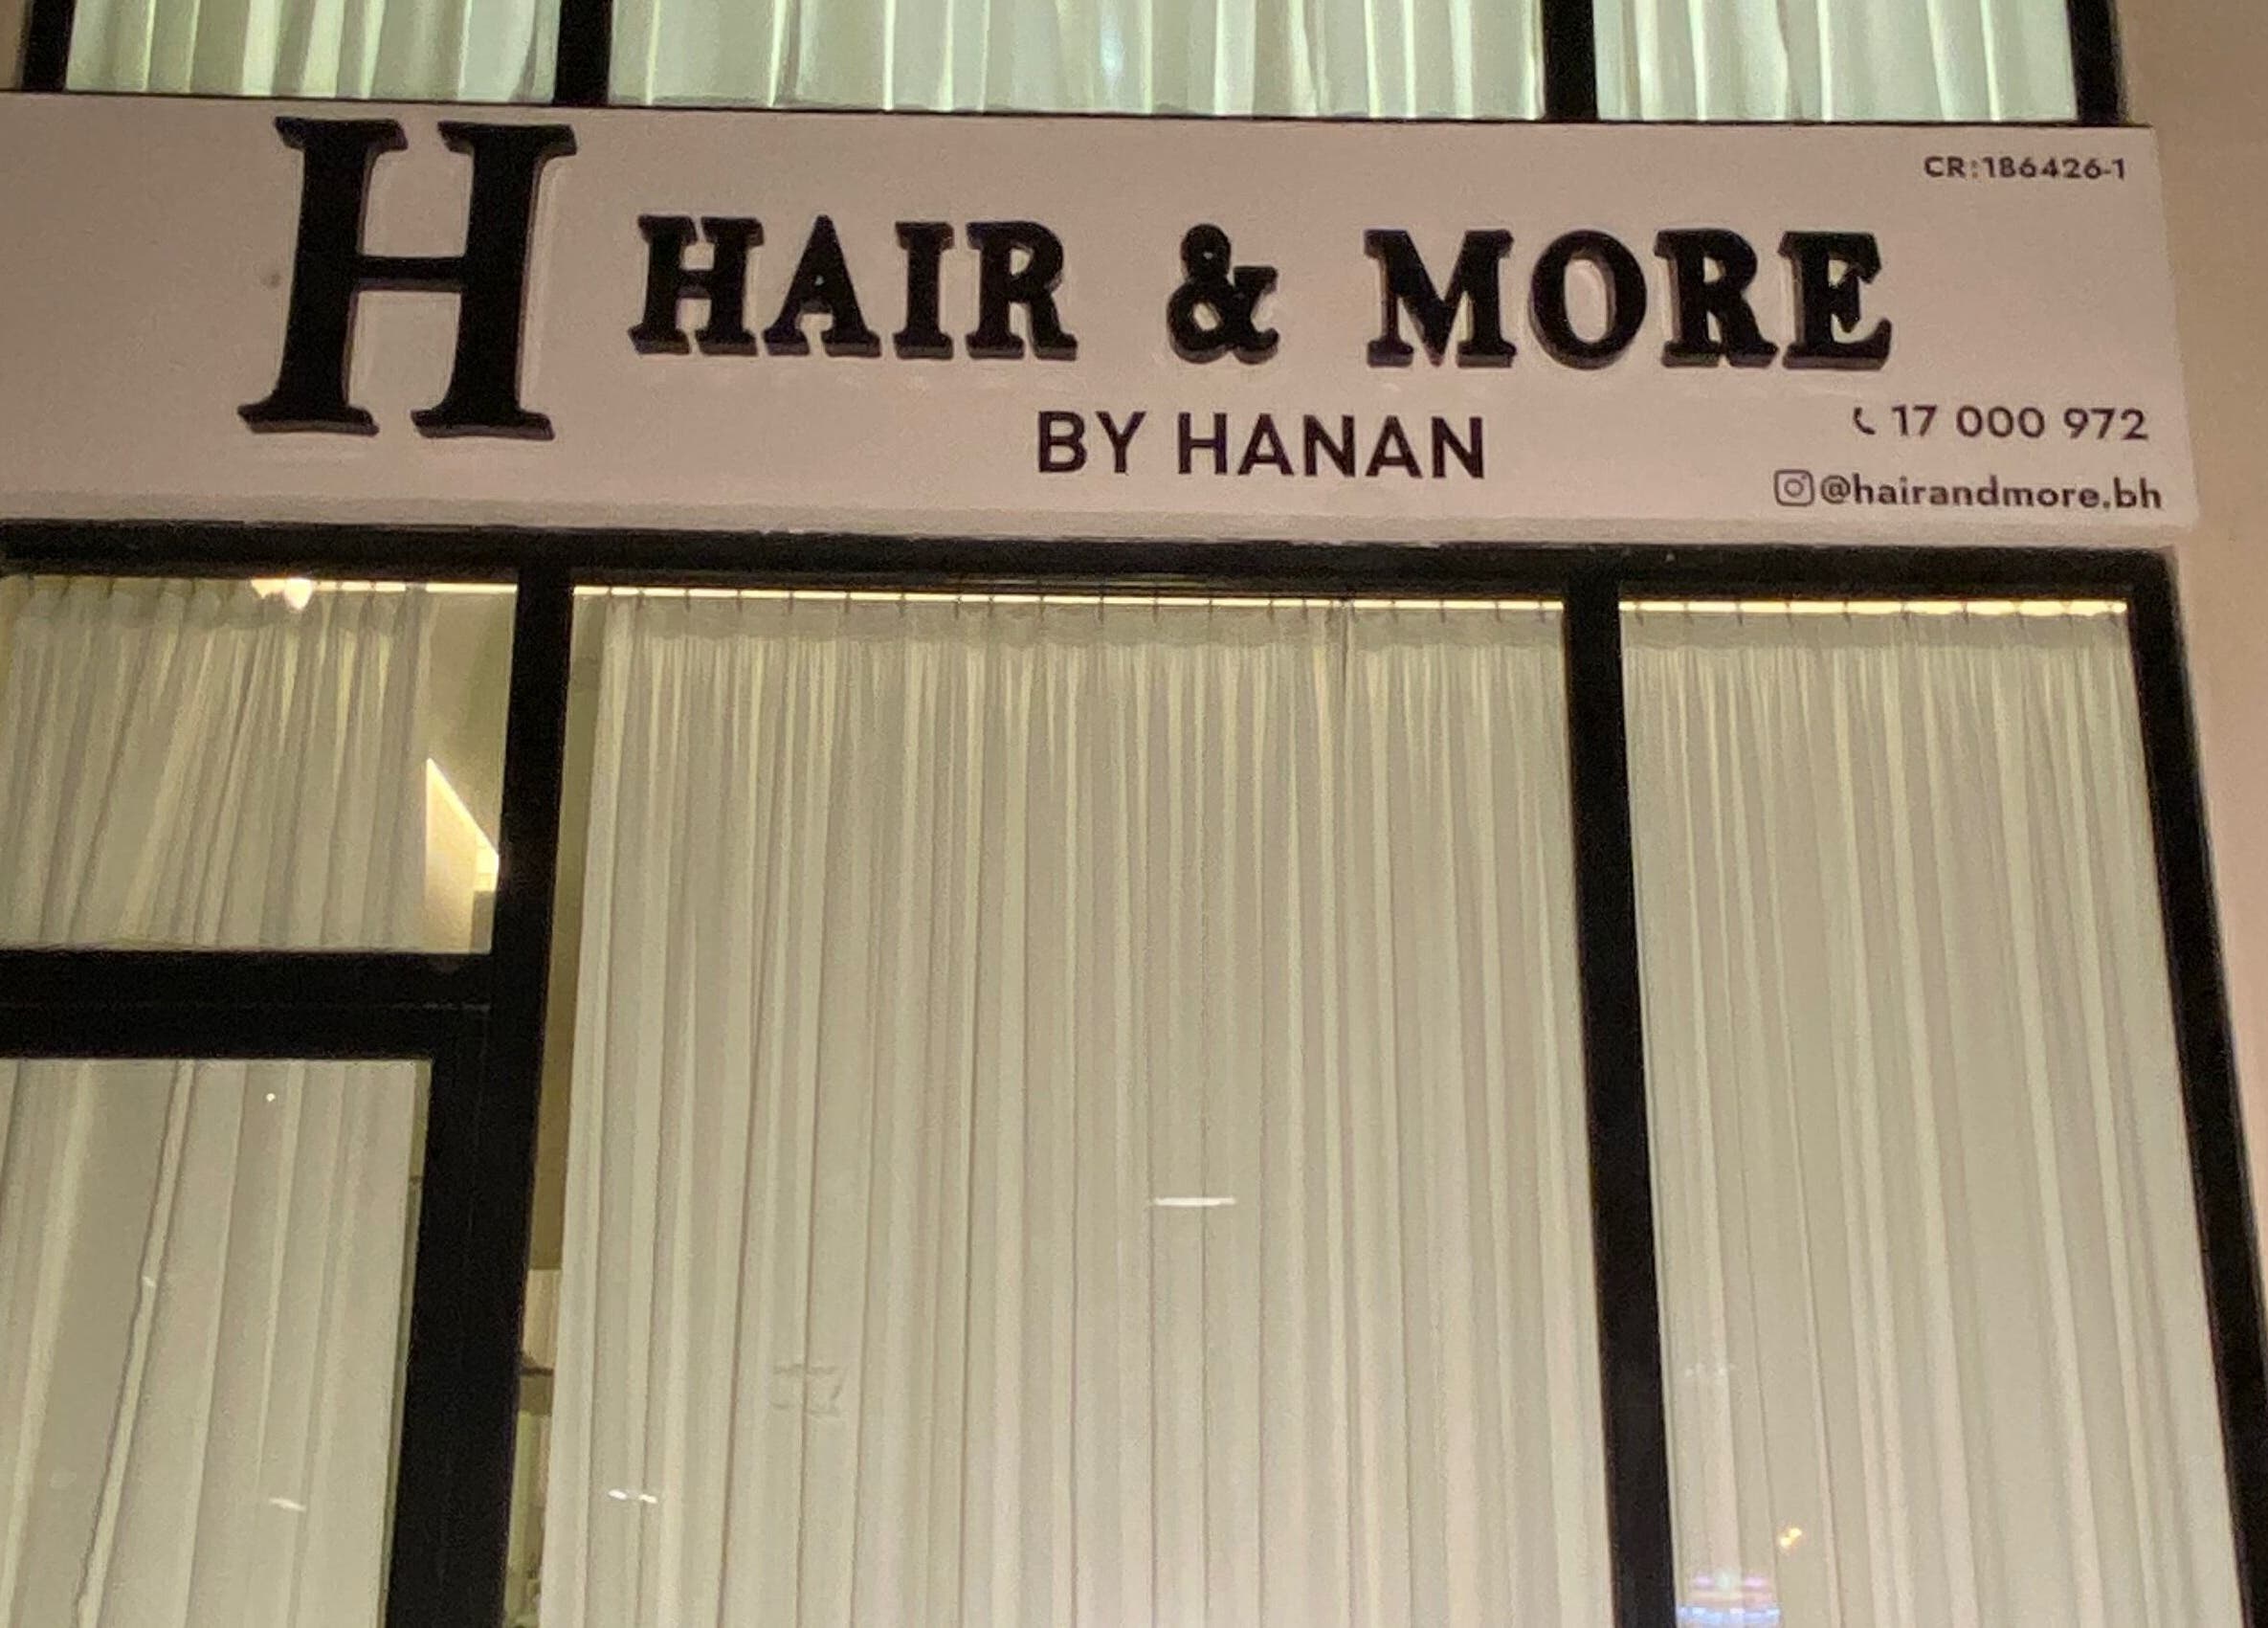 CR:186426-1
H HAIR & MORE
BY HANAN
17 000 972
@hairandmore.bh